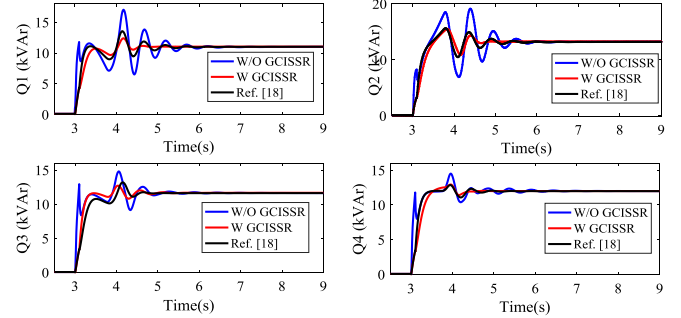 Q1 (kVAr)
15
10
5
0
W/O GCISSR
W GCISSR
Ref. [18]
3 4 5 6 7 8 9
Time(s)
Q2 (kVAr)
20
10
0
W/O GCISSR
W GCISSR
Ref. [18]
3 4 5 6 7 8 9
Time(s)
Q3 (kVAr)
15
10
5
0
W/O GCISSR
W GCISSR
Ref. [18]
3 4 5 6 7 8 9
Time(s)
Q4 (kVAr)
15
10
5
0
W/O GCISSR
W GCISSR
Ref. [18]
3 4 5 6 7 8 9
Time(s)